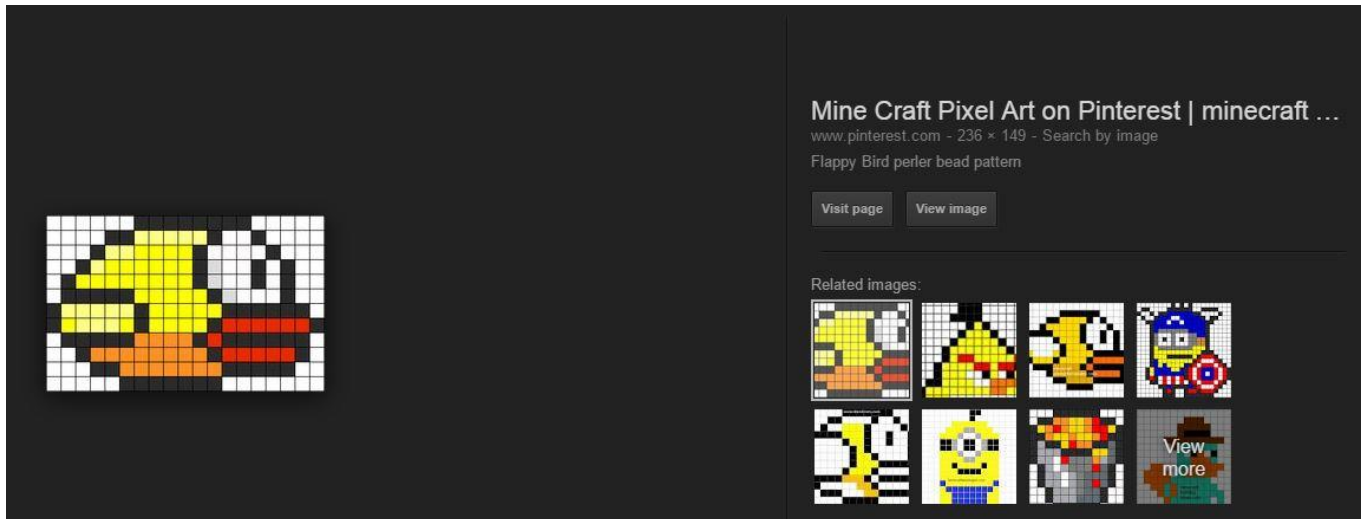 Mine Craft Pixel Art on Pinterest | minecraft ...
www.pinterest.com - 236 × 149 - Search by image
Flappy Bird perler bead pattern
Visit page
View image
Related images:
View
more